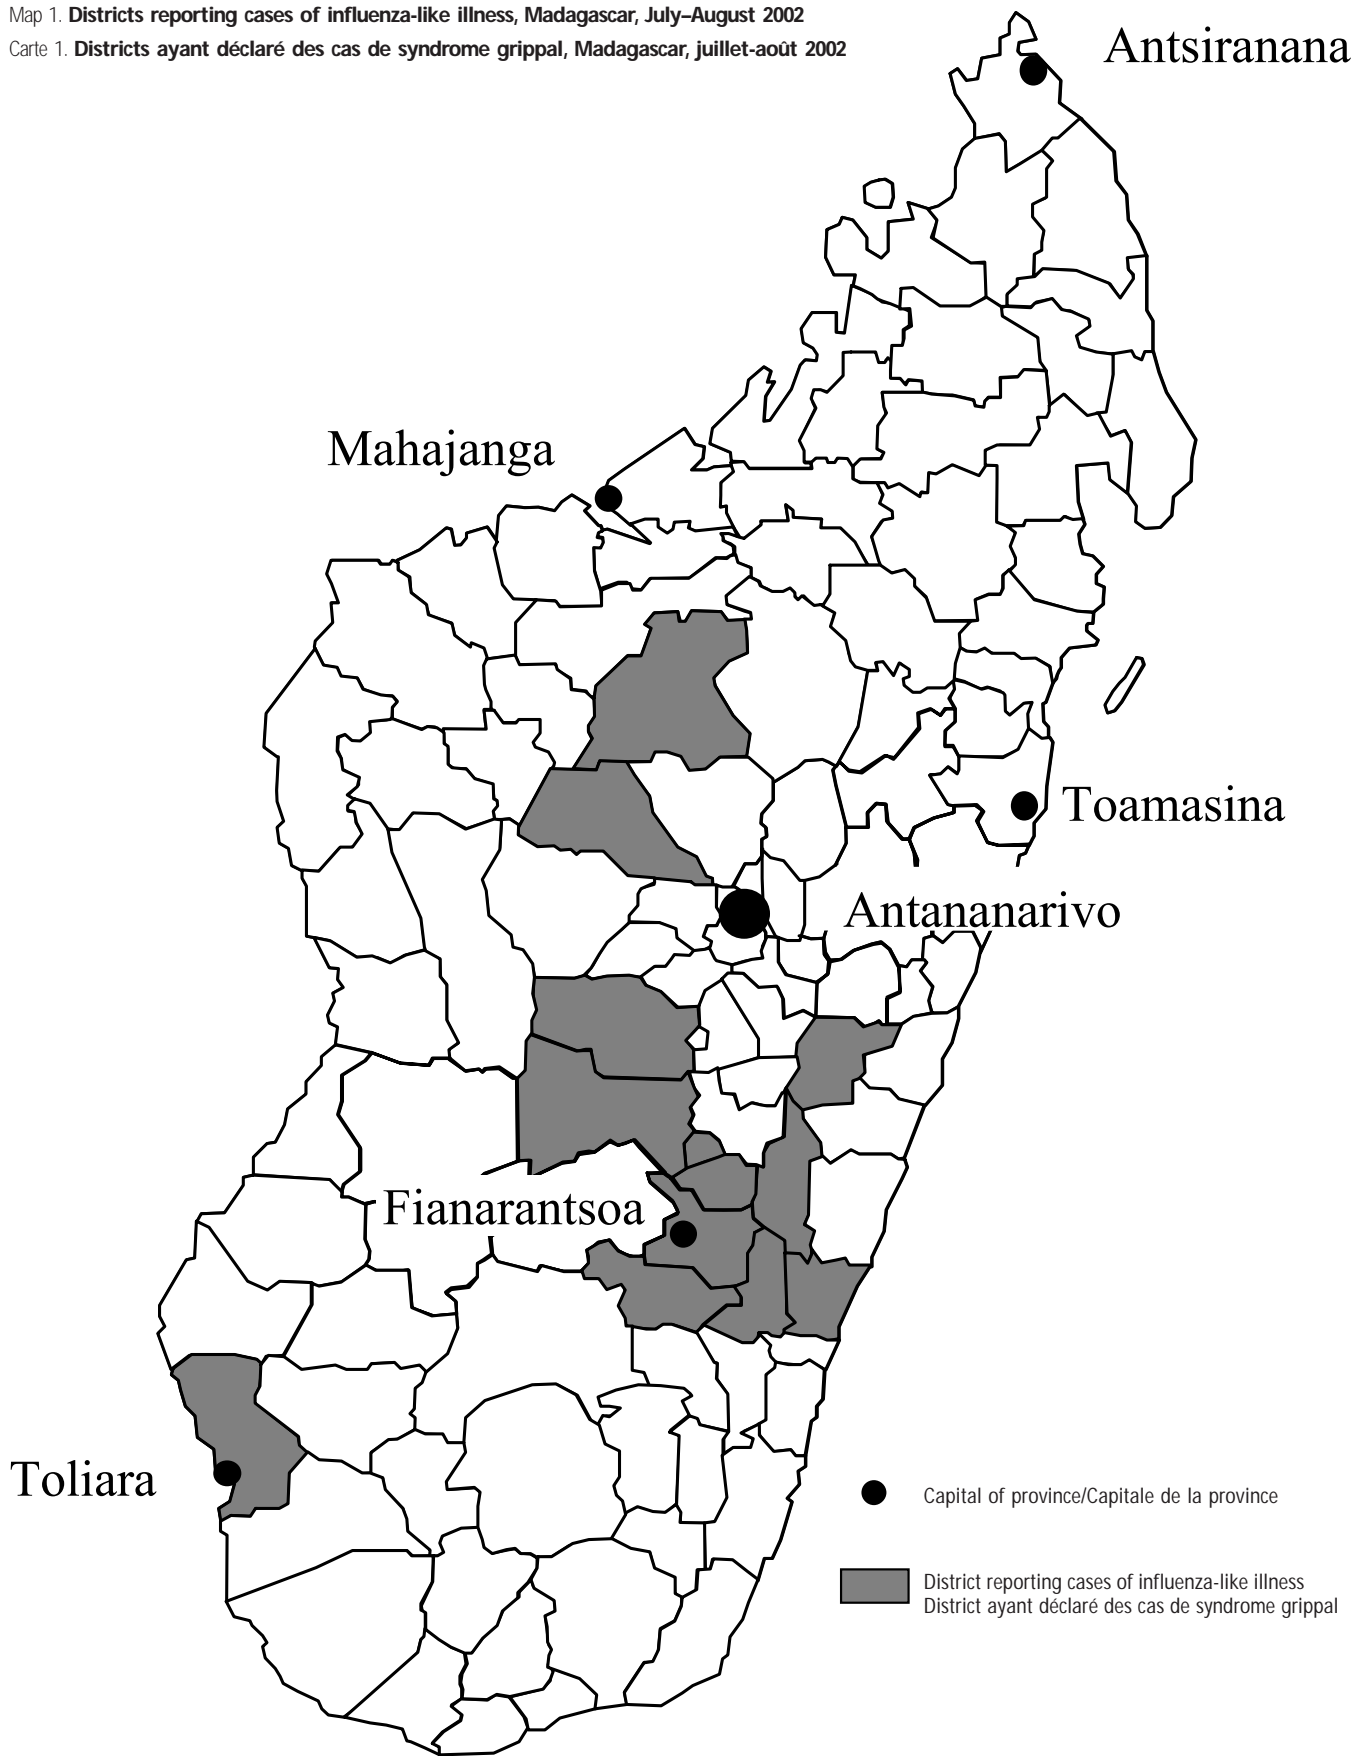 Map 1. Districts reporting cases of influenza-like illness, Madagascar, July–August 2002
Carte 1. Districts ayant déclaré des cas de syndrome grippal, Madagascar, juillet-août 2002
Antsiranana
Mahajanga
Toamasina
Antananarivo
Fianarantsoa
Toliara
Capital of province/Capitale de la province
District reporting cases of influenza-like illness
District ayant déclaré des cas de syndrome grippal